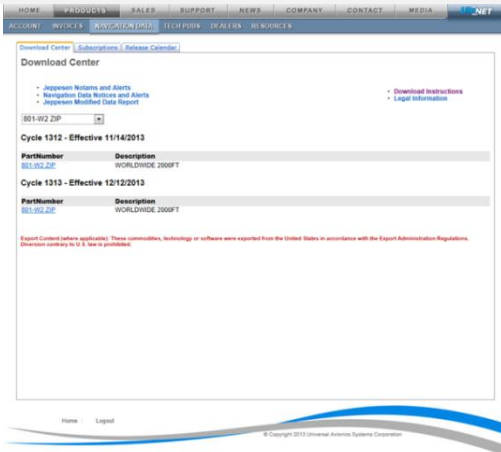 HOME PRODUCTS SALES SUPPORT NEWS COMPANY CONTACT MEDIA UniNET
ACCOUNT INVOICES NAVIGATION DATA TECH PUBS DEALERS RESOURCES
Download Center Subscriptions Release Calendar
Download Center
Jeppesen Notams and Alerts
Navigation Data Notices and Alerts
Jeppesen Modified Data Report
Download Instructions
Legal Information
801-W2 ZIP
Cycle 1312 - Effective 11/14/2013
PartNumber Description
801-W2 ZIP WORLDWIDE 2000FT
Cycle 1313 - Effective 12/12/2013
PartNumber Description
801-W2 ZIP WORLDWIDE 2000FT
Export Content (where applicable): These commodities, technology or software were exported from the United States in accordance with the Export Administration Regulations.
Diversion contrary to U.S. law is prohibited.
Home Logout
© Copyright 2013 Universal Avionics Systems Corporation